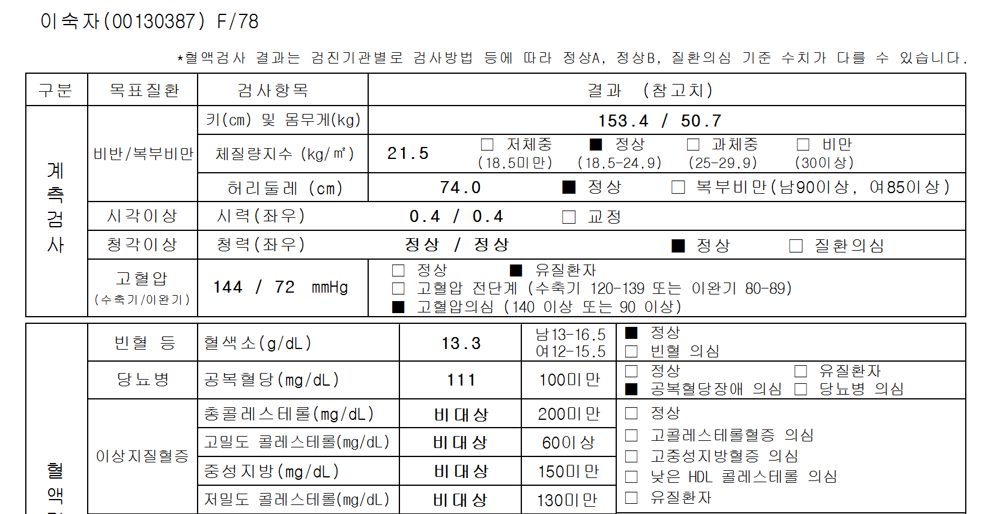 이숙자(00130387) F/78
*혈액검사 결과는 검진기관별로 검사방법 등에 따라 정상A, 정상B, 질환의심 기준 수치가 다를 수 있습니다.
구분 목표질환 검사항목 결과 (참고치)
계측검사
비반/복부비만
키(cm) 및 몸무게(kg) 153.4 / 50.7
체질량지수 (kg/㎡) 21.5 □ 저체중 ■ 정상 □ 과체중 □ 비만
(18.5미만) (18.5-24.9) (25-29.9) (30이상)
허리둘레 (cm) 74.0 ■ 정상 □ 복부비만(남90이상, 여85이상)
시각이상 시력(좌우) 0.4 / 0.4 □ 교정
청각이상 청력(좌우) 정상 / 정상 ■ 정상 □ 질환의심
고혈압
(수축기/이완기)
144 / 72 mmHg
□ 정상 ■ 유질환자
□ 고혈압 전단계 (수축기 120-139 또는 이완기 80-89)
■ 고혈압의심 (140 이상 또는 90 이상)
혈액
빈혈 등 혈색소(g/dL) 13.3
남13-16.5
여12-15.5
■ 정상
□ 빈혈 의심
당뇨병 공복혈당(mg/dL) 111 100미만
□ 정상 □ 유질환자
■ 공복혈당장애 의심 □ 당뇨병 의심
이상지질혈증
총콜레스테롤(mg/dL) 비대상 200미만
고밀도 콜레스테롤(mg/dL) 비대상 60이상
중성지방(mg/dL) 비대상 150미만
저밀도 콜레스테롤(mg/dL) 비대상 130미만
□ 정상
□ 고콜레스테롤혈증 의심
□ 고중성지방혈증 의심
□ 낮은 HDL 콜레스테롤 의심
□ 유질환자